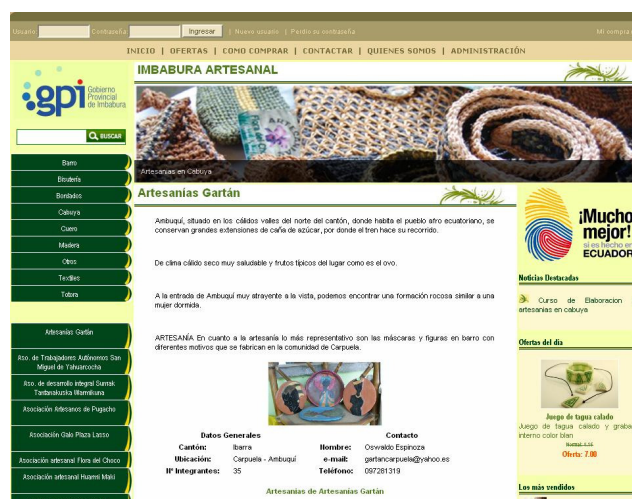 Usuario Contraseña Ingresar | Nuevo usuario | Perdio su contraseña Mi compra
INICIO | OFERTAS | COMO COMPRAR | CONTACTAR | QUIENES SOMOS | ADMINISTRACIÓN
gpi Gobierno
Provincial
de Imbabura
BUSCAR
Barro
Bisutería
Bordados
Cabuya
Cuero
Madera
Otros
Textiles
Totora
Artesanías Gartán
Aso. de Trabajadores Autónomos San
Miguel de Yahuarcocha
Aso. de desarrollo integral Sumak
Tastanakuska Warmikuna
Asociación Artesanos de Pugacho
Asociación Galo Plaza Lasso
Asociación artesanal Flora del Choco
Asociación artesanal Huarmi Maki
IMBABURA ARTESANAL
Artesanias en Cabuya
Artesanías Gartán
Ambuquí, situado en los cálidos valles del norte del cantón, donde habita el pueblo afro ecuatoriano, se
conservan grandes extensiones de caña de azúcar, por donde el tren hace su recorrido.
De clima cálido seco muy saludable y frutos típicos del lugar como es el ovo.
A la entrada de Ambuquí muy atrayente a la vista, podemos encontrar una formación rocosa similar a una
mujer dormida.
ARTESANÍA En cuanto a la artesanía lo más representativo son las máscaras y figuras en barro con
diferentes motivos que se fabrican en la comunidad de Carpuela.
Datos Generales Contacto
Cantón: Ibarra Nombre: Oswaldo Espinoza
Ubicación: Carpuela - Ambuquí e-mail: gartancarpuela@yahoo.es
Nº Integrantes: 35 Teléfono: 097281319
Artesanías de Artesanías Gartán
¡Mucho
mejor!
si es hecho en
ECUADOR
Noticias Destacadas
Curso de Elaboracion
artesanias en cabuya
Ofertas del día
Juego de tagua calado
Juego de tagua calado y graba
interno color blan
Oferta: 7.00
Los más vendidos